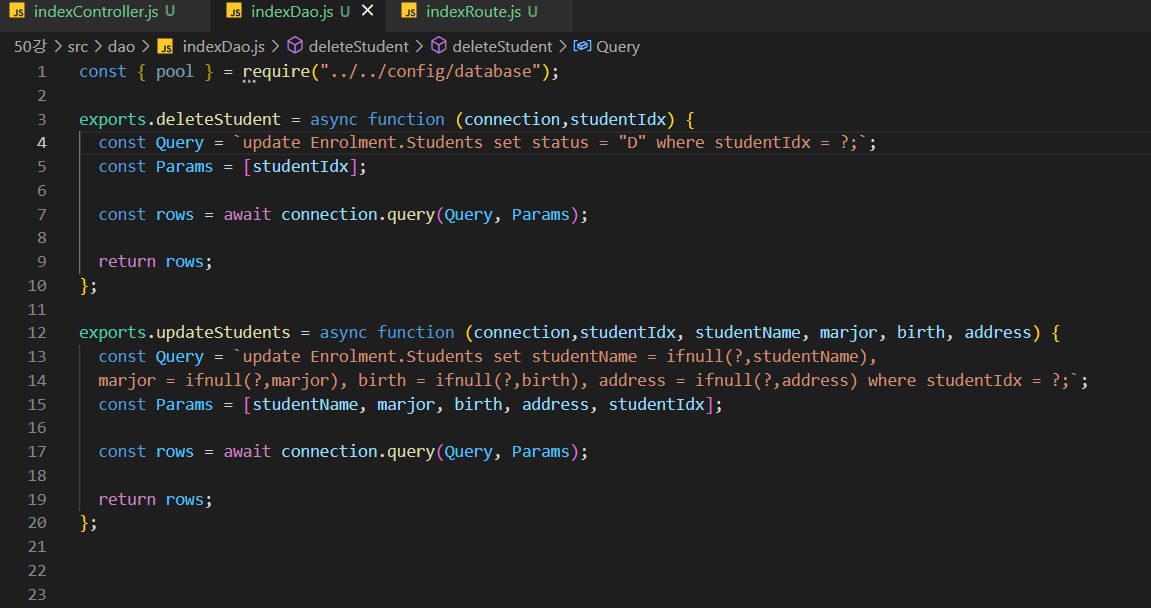 JS indexController.js U JS indexDao.js U × JS indexRoute.js U
50강 > src > dao > JS indexDao.js > deleteStudent > deleteStudent > Query
1 const { pool } = require("../../config/database");
2
3 exports.deleteStudent = async function (connection,studentIdx) {
4 const Query = `update Enrolment.Students set status = "D" where studentIdx = ?;`;
5 const Params = [studentIdx];
6
7 const rows = await connection.query(Query, Params);
8
9 return rows;
10 };
11
12 exports.updateStudents = async function (connection,studentIdx, studentName, marjor, birth, address) {
13 const Query = `update Enrolment.Students set studentName = ifnull(?,studentName),
14 marjor = ifnull(?,marjor), birth = ifnull(?,birth), address = ifnull(?,address) where studentIdx = ?;`;
15 const Params = [studentName, marjor, birth, address, studentIdx];
16
17 const rows = await connection.query(Query, Params);
18
19 return rows;
20 };
21
22
23